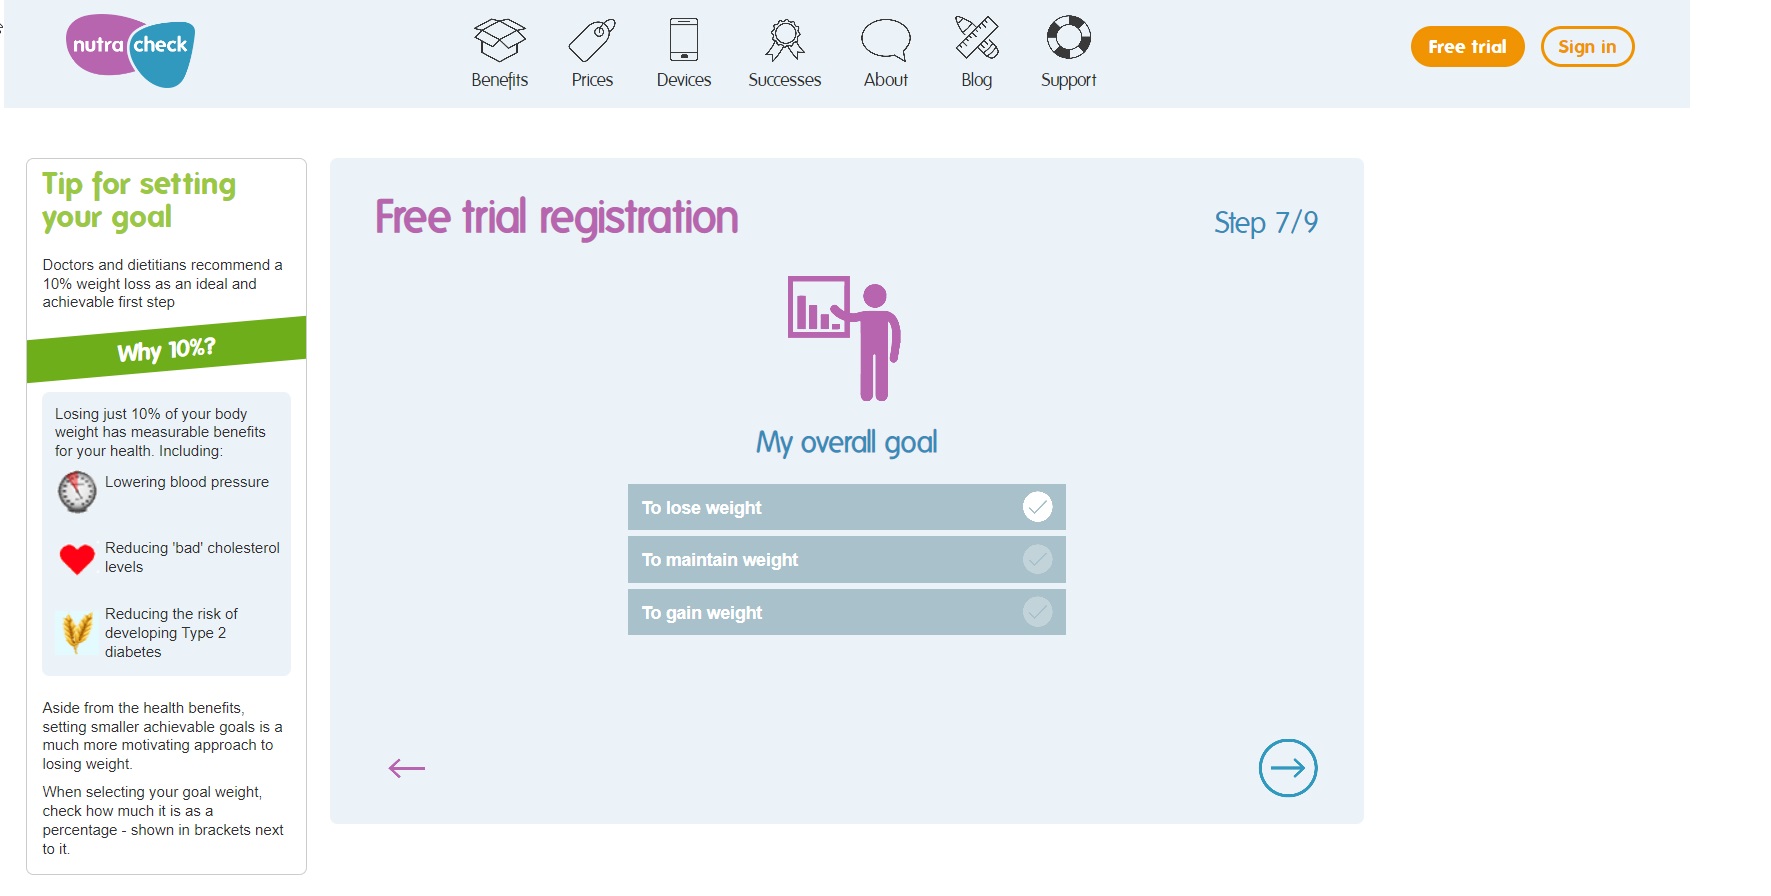 nutra check
Benefits
Prices
Devices
Successes
About
Blog
Support
Free trial
Sign in
Tip for setting
your goal
Doctors and dietitians recommend a
10% weight loss as an ideal and
achievable first step
Why 10%?
Losing just 10% of your body
weight has measurable benefits
for your health. Including:
Lowering blood pressure
Reducing 'bad' cholesterol
levels
Reducing the risk of
developing Type 2
diabetes
Aside from the health benefits,
setting smaller achievable goals is a
much more motivating approach to
losing weight.
When selecting your goal weight,
check how much it is as a
percentage - shown in brackets next
to it.
Free trial registration
Step 7/9
My overall goal
To lose weight
To maintain weight
To gain weight